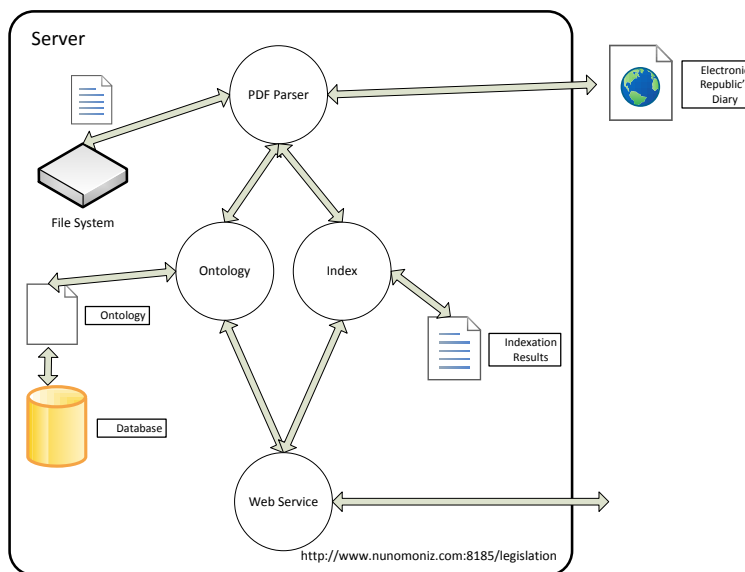 Server
PDF Parser
Electronic
Republic'
Diary
File System
Ontology
Index
Ontology
Indexation
Results
Database
Web Service
http://www.nunomoniz.com:8185/legislation